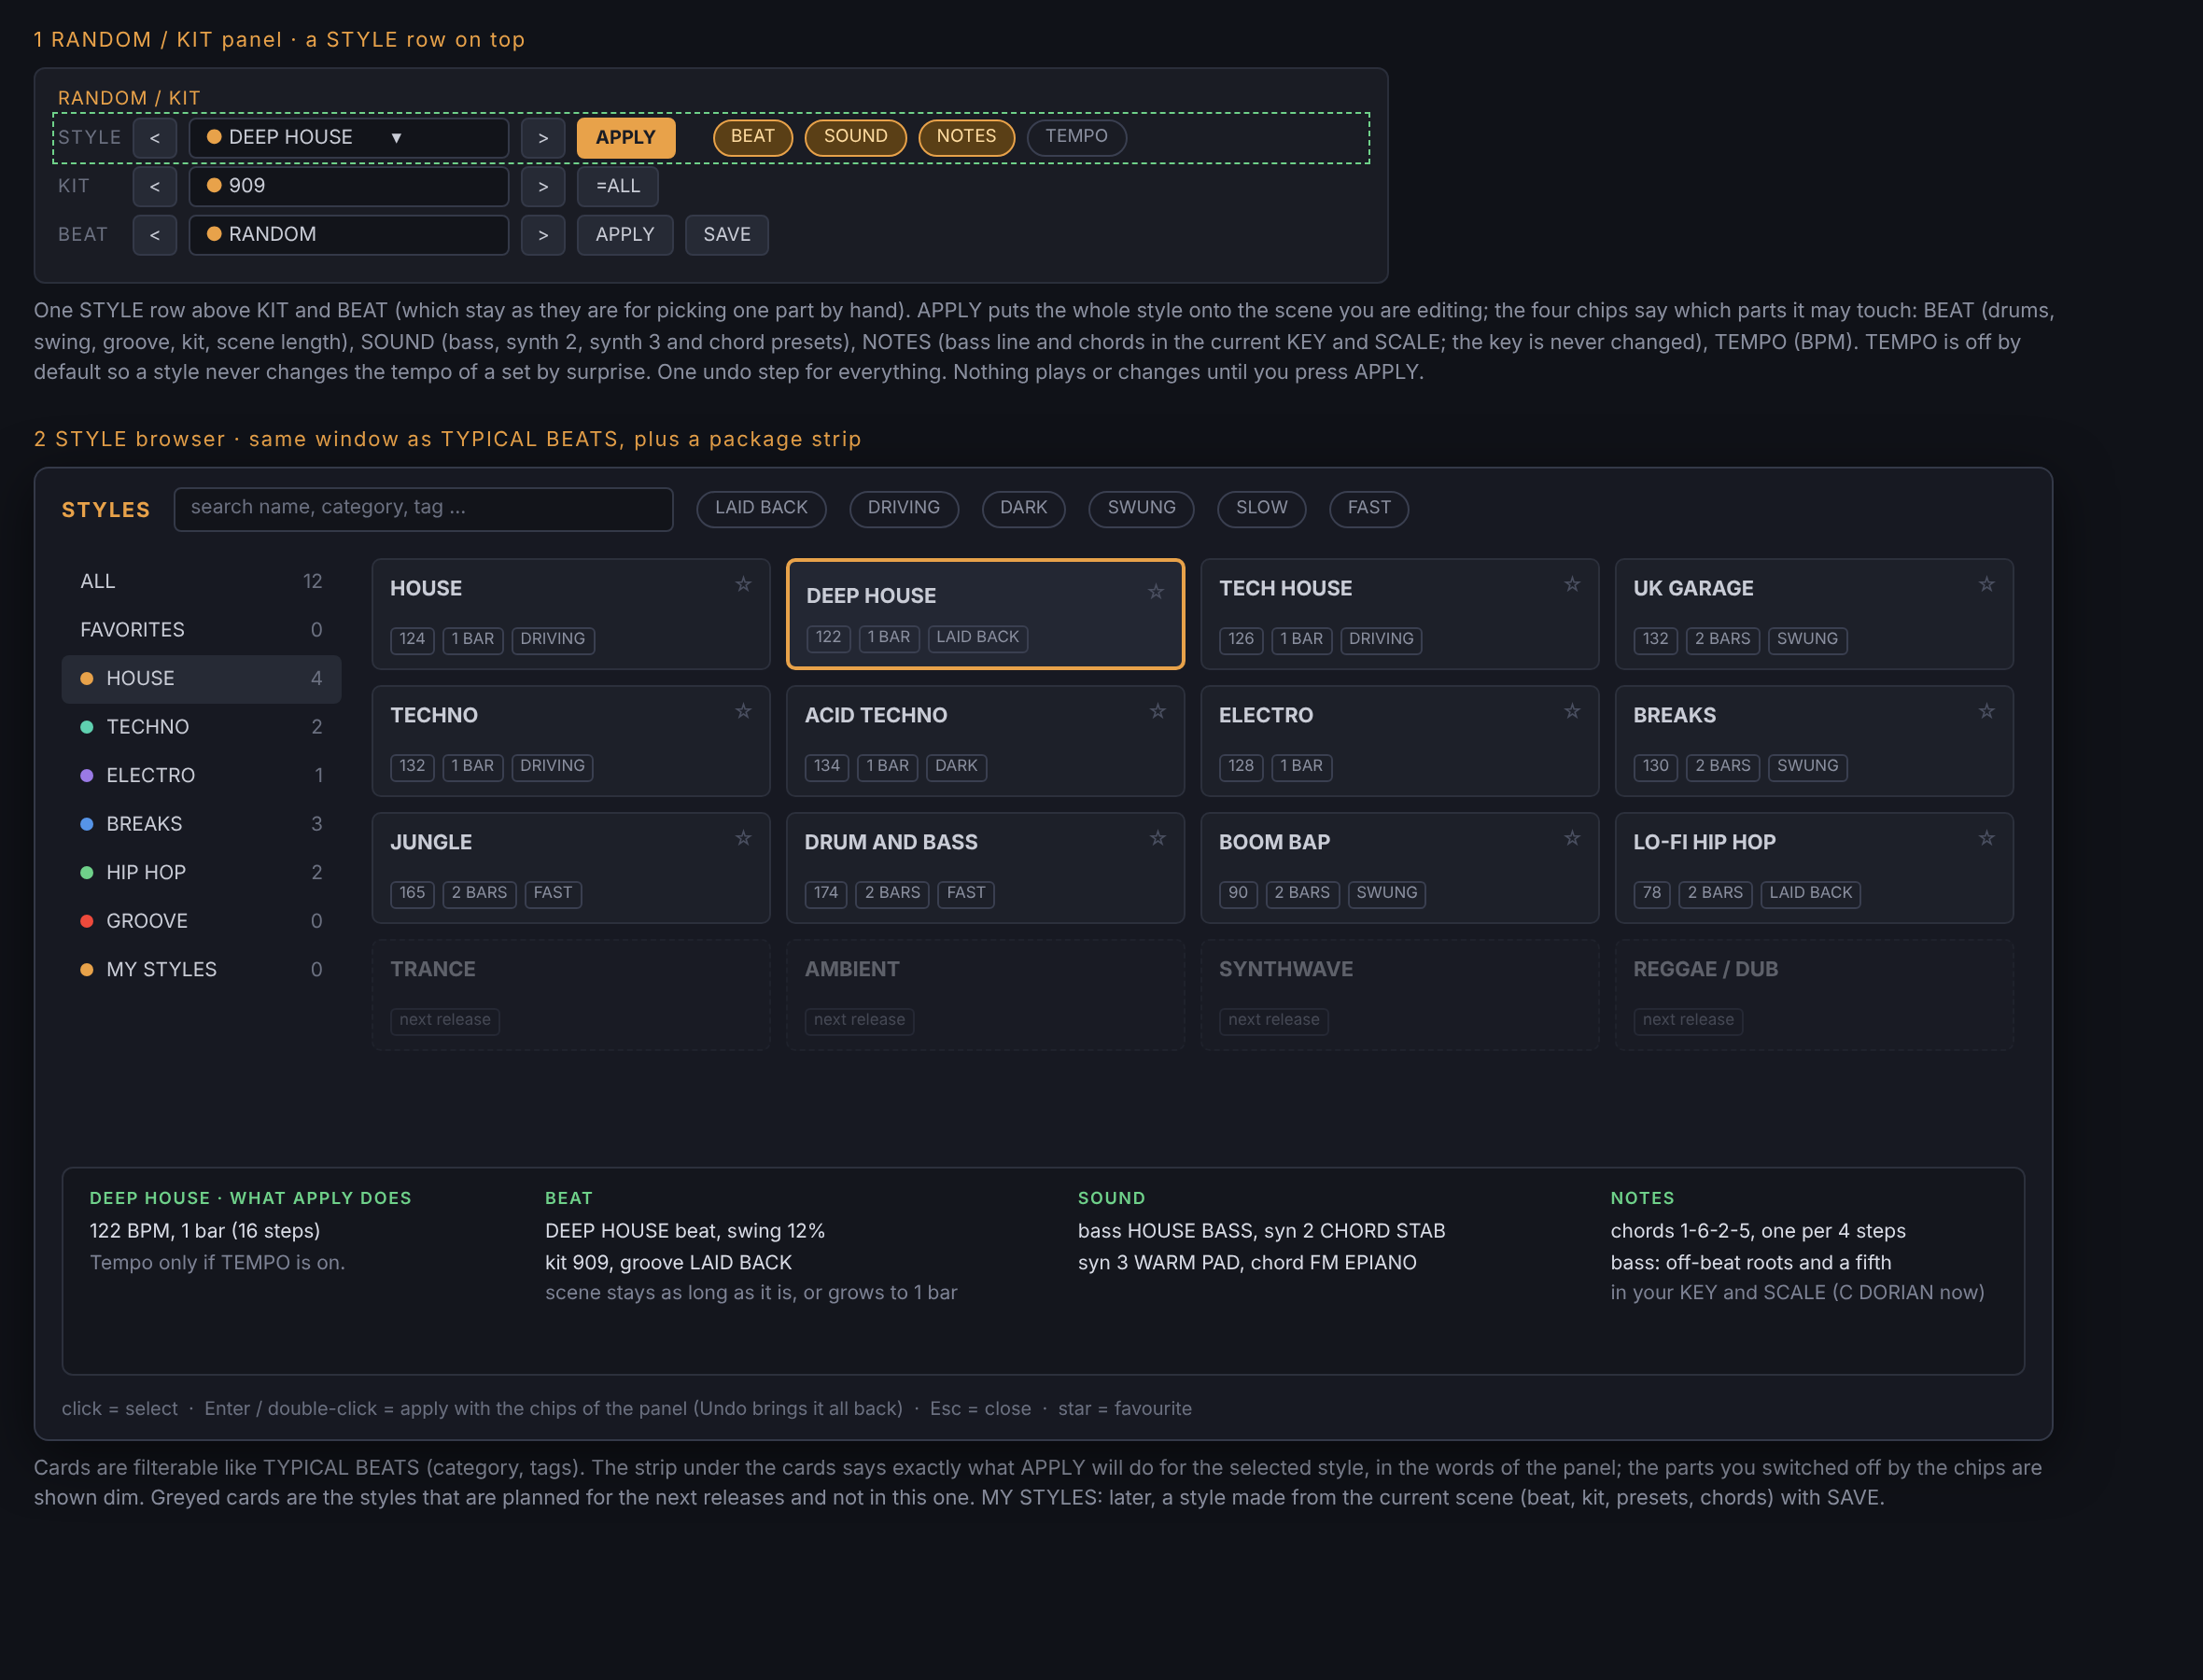 1 RANDOM / KIT panel · a STYLE row on top
RANDOM / KIT
STYLE < DEEP HOUSE ▾ > APPLY BEAT SOUND NOTES TEMPO
KIT < 909 > =ALL
BEAT < RANDOM > APPLY SAVE
One STYLE row above KIT and BEAT (which stay as they are for picking one part by hand). APPLY puts the whole style onto the scene you are editing; the four chips say which parts it may touch: BEAT (drums,
swing, groove, kit, scene length), SOUND (bass, synth 2, synth 3 and chord presets), NOTES (bass line and chords in the current KEY and SCALE; the key is never changed), TEMPO (BPM). TEMPO is off by
default so a style never changes the tempo of a set by surprise. One undo step for everything. Nothing plays or changes until you press APPLY.
2 STYLE browser · same window as TYPICAL BEATS, plus a package strip
STYLES search name, category, tag ... LAID BACK DRIVING DARK SWUNG SLOW FAST
ALL 12
FAVORITES 0
HOUSE 4
TECHNO 2
ELECTRO 1
BREAKS 3
HIP HOP 2
GROOVE 0
MY STYLES 0
HOUSE ☆
124 1 BAR DRIVING
DEEP HOUSE ☆
122 1 BAR LAID BACK
TECH HOUSE ☆
126 1 BAR DRIVING
UK GARAGE ☆
132 2 BARS SWUNG
TECHNO ☆
132 1 BAR DRIVING
ACID TECHNO ☆
134 1 BAR DARK
ELECTRO ☆
128 1 BAR
BREAKS ☆
130 2 BARS SWUNG
JUNGLE ☆
165 2 BARS FAST
DRUM AND BASS ☆
174 2 BARS FAST
BOOM BAP ☆
90 2 BARS SWUNG
LO-FI HIP HOP ☆
78 2 BARS LAID BACK
TRANCE
next release
AMBIENT
next release
SYNTHWAVE
next release
REGGAE / DUB
next release
DEEP HOUSE · WHAT APPLY DOES
122 BPM, 1 bar (16 steps)
Tempo only if TEMPO is on.
BEAT
DEEP HOUSE beat, swing 12%
kit 909, groove LAID BACK
scene stays as long as it is, or grows to 1 bar
SOUND
bass HOUSE BASS, syn 2 CHORD STAB
syn 3 WARM PAD, chord FM EPIANO
NOTES
chords 1-6-2-5, one per 4 steps
bass: off-beat roots and a fifth
in your KEY and SCALE (C DORIAN now)
click = select · Enter / double-click = apply with the chips of the panel (Undo brings it all back) · Esc = close · star = favourite
Cards are filterable like TYPICAL BEATS (category, tags). The strip under the cards says exactly what APPLY will do for the selected style, in the words of the panel; the parts you switched off by the chips are
shown dim. Greyed cards are the styles that are planned for the next releases and not in this one. MY STYLES: later, a style made from the current scene (beat, kit, presets, chords) with SAVE.